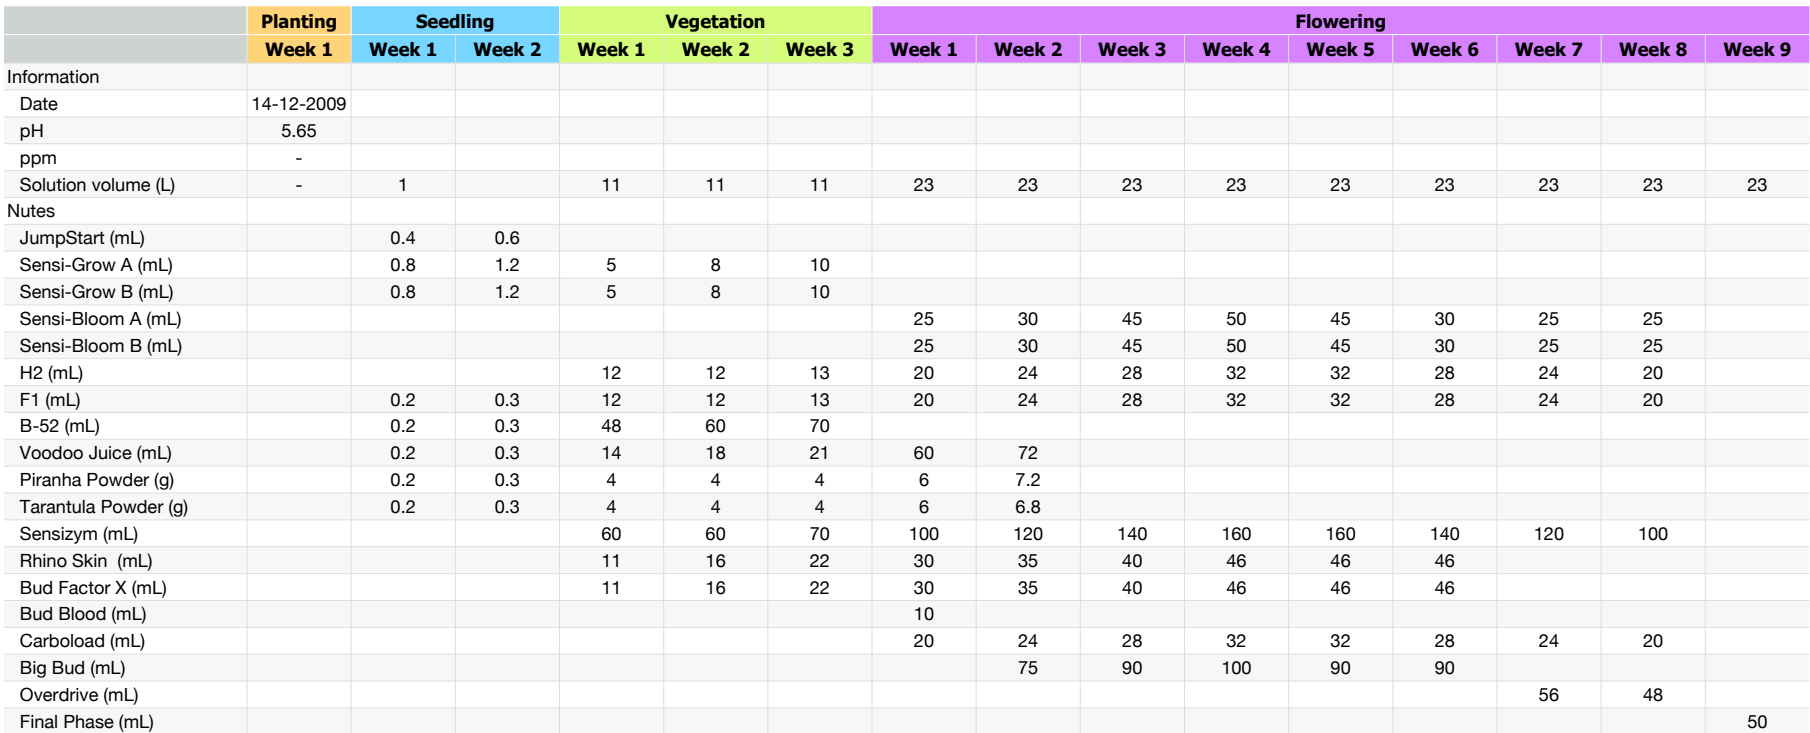 Planting Seedling Vegetation Flowering
Week 1 Week 1 Week 2 Week 1 Week 2 Week 3 Week 1 Week 2 Week 3 Week 4 Week 5 Week 6 Week 7 Week 8 Week 9
Information
Date 14-12-2009
pH 5.65
ppm -
Solution volume (L) - 1 11 11 11 23 23 23 23 23 23 23 23 23
Nutes
JumpStart (mL) 0.4 0.6
Sensi-Grow A (mL) 0.8 1.2 5 8 10
Sensi-Grow B (mL) 0.8 1.2 5 8 10
Sensi-Bloom A (mL) 25 30 45 50 45 30 25 25
Sensi-Bloom B (mL) 25 30 45 50 45 30 25 25
H2 (mL) 12 12 13 20 24 28 32 32 28 24 20
F1 (mL) 0.2 0.3 12 12 13 20 24 28 32 32 28 24 20
B-52 (mL) 0.2 0.3 48 60 70
Voodoo Juice (mL) 0.2 0.3 14 18 21 60 72
Piranha Powder (g) 0.2 0.3 4 4 4 6 7.2
Tarantula Powder (g) 0.2 0.3 4 4 4 6 6.8
Sensizym (mL) 60 60 70 100 120 140 160 160 140 120 100
Rhino Skin (mL) 11 16 22 30 35 40 46 46 46
Bud Factor X (mL) 11 16 22 30 35 40 46 46 46
Bud Blood (mL) 10
Carboload (mL) 20 24 28 32 32 28 24 20
Big Bud (mL) 75 90 100 90 90
Overdrive (mL) 56 48
Final Phase (mL) 50